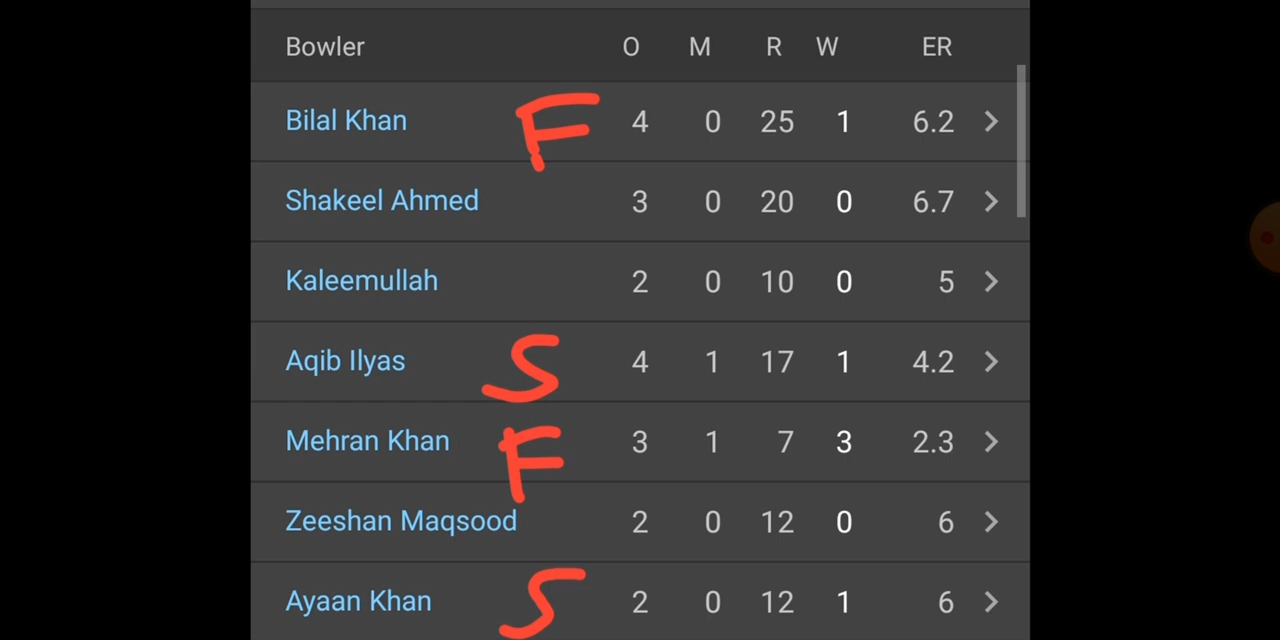 Bowler O M R W ER
Bilal Khan F 4 0 25 1 6.2
Shakeel Ahmed 3 0 20 0 6.7
Kaleemullah 2 0 10 0 5
Aqib Ilyas S 4 1 17 1 4.2
Mehran Khan F 3 1 7 3 2.3
Zeeshan Maqsood 2 0 12 0 6
Ayaan Khan S 2 0 12 1 6